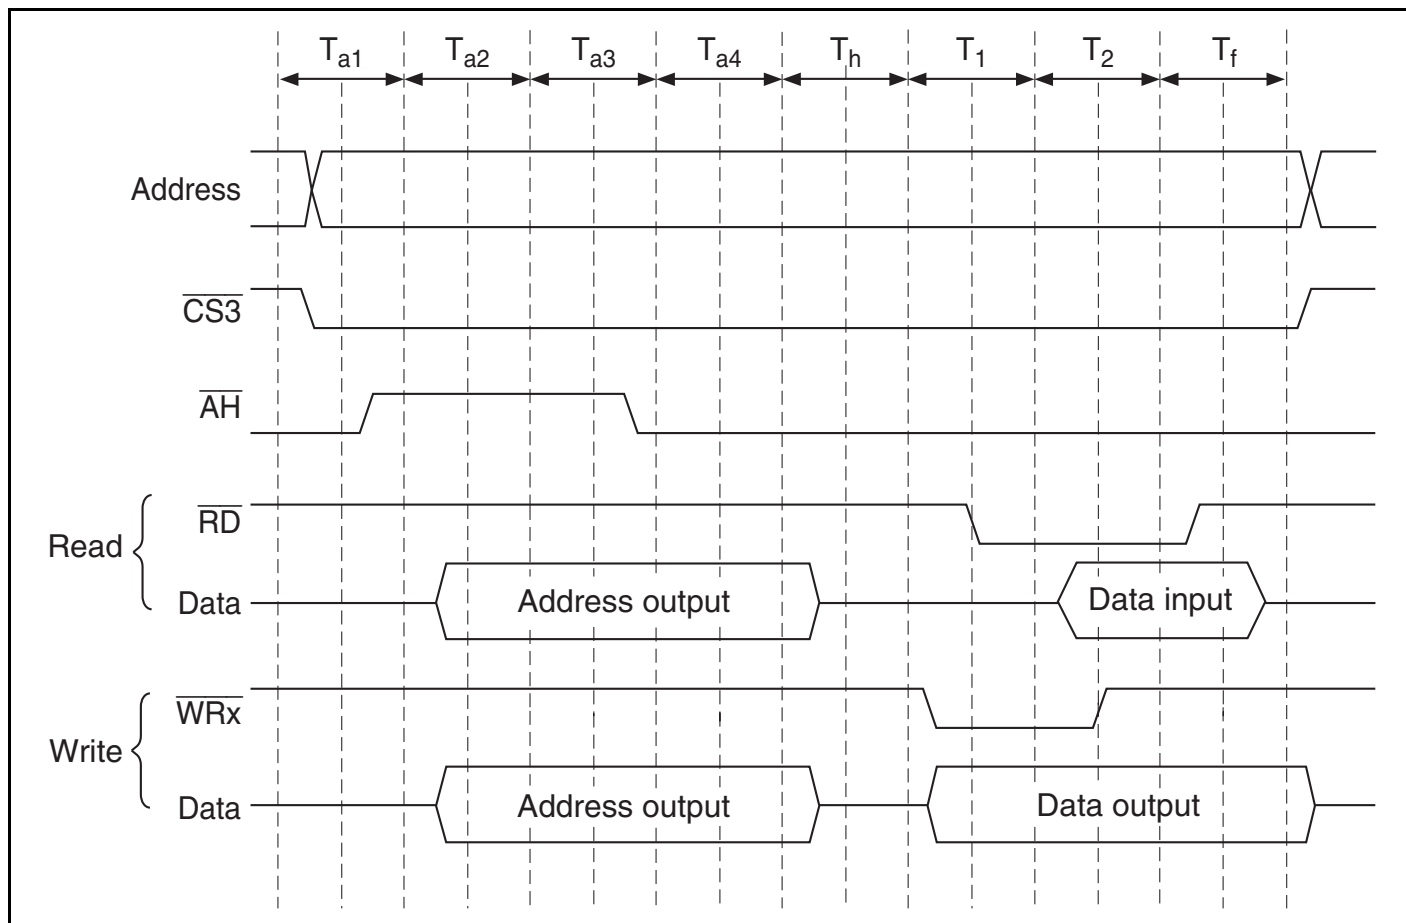 Ta1 Ta2 Ta3 Ta4 Th T1 T2 Tf
Address
CS3
AH
RD
Read
Data Address output Data input
WRx
Write
Data Address output Data output